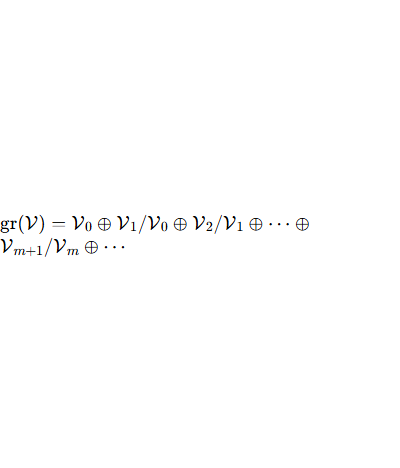 gr(𝒱) = 𝒱₀ ⊕ 𝒱₁/𝒱₀ ⊕ 𝒱₂/𝒱₁ ⊕ ⋯ ⊕
𝒱ₘ₊₁/𝒱ₘ ⊕ ⋯